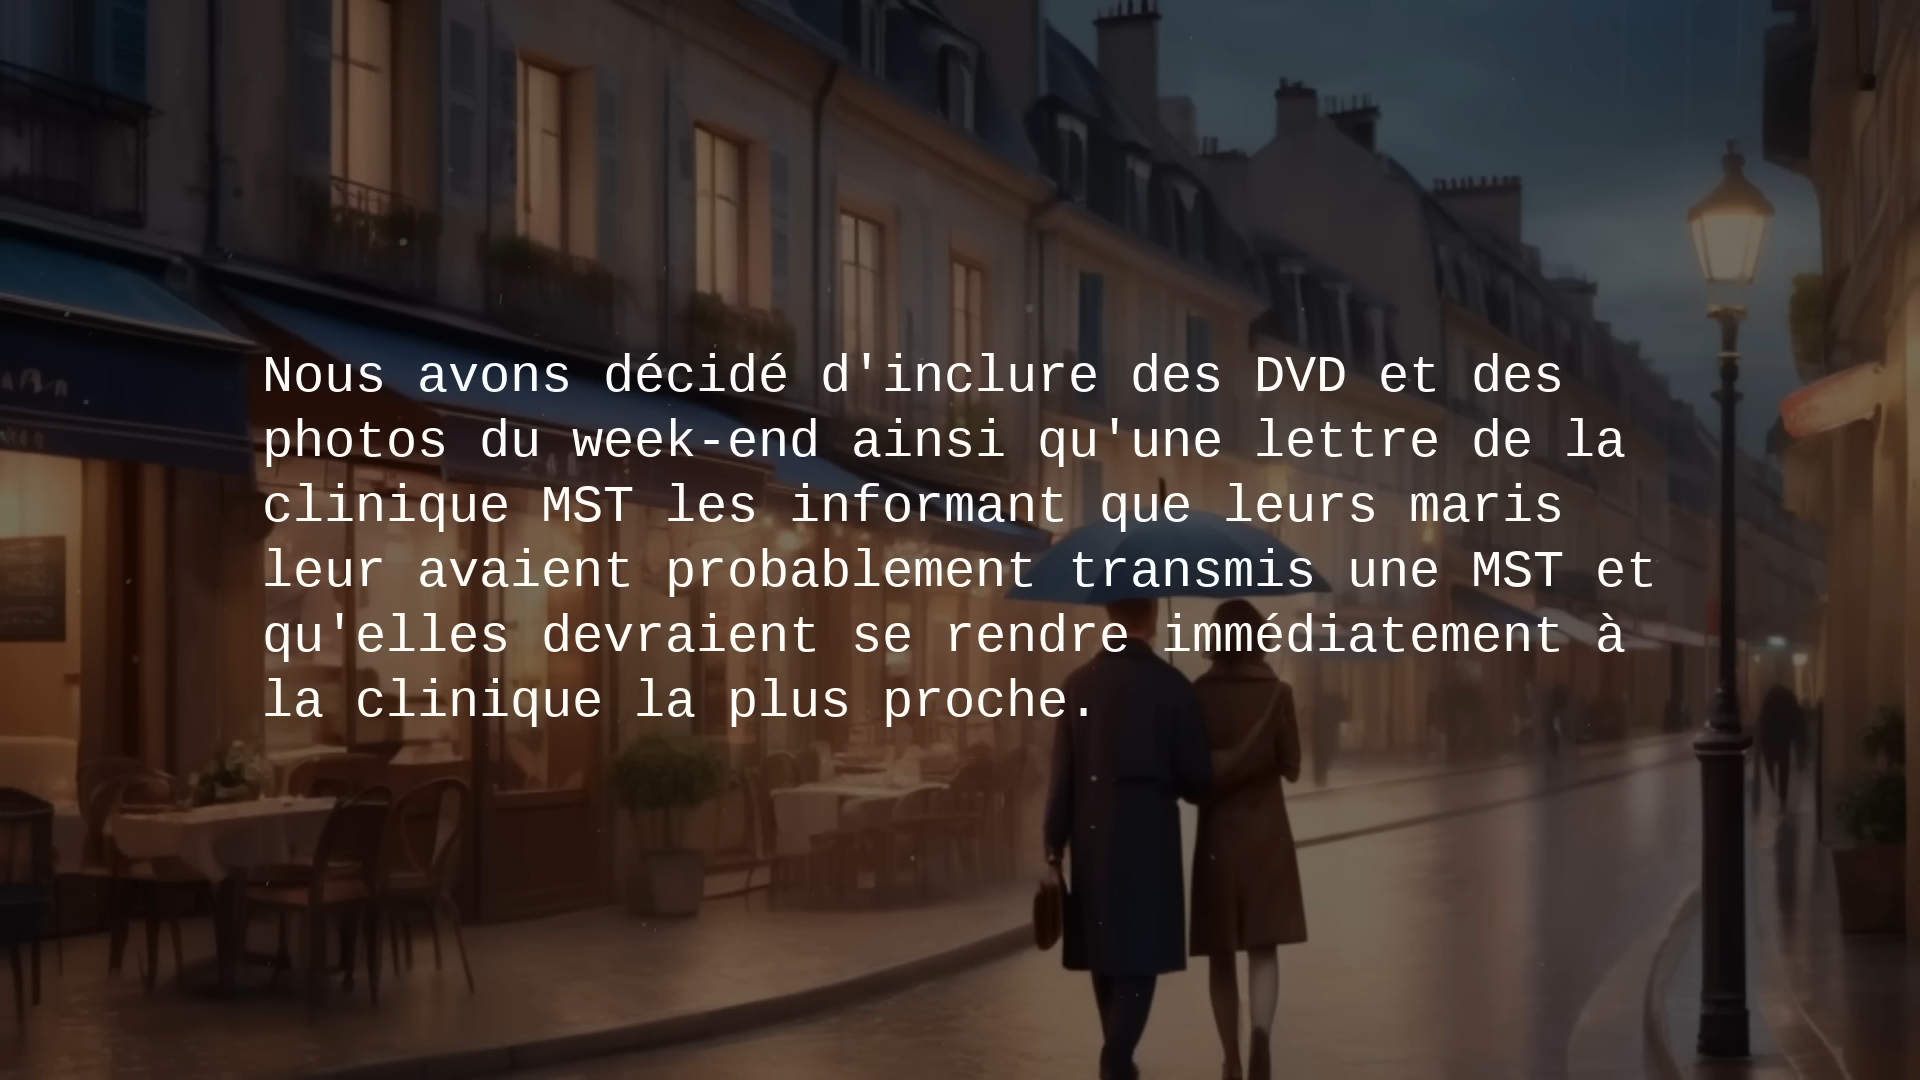 Nous avons décidé d'inclure des DVD et des
photos du week-end ainsi qu'une lettre de la
clinique MST les informant que leurs maris
leur avaient probablement transmis une MST et
qu'elles devraient se rendre immédiatement à
la clinique la plus proche.